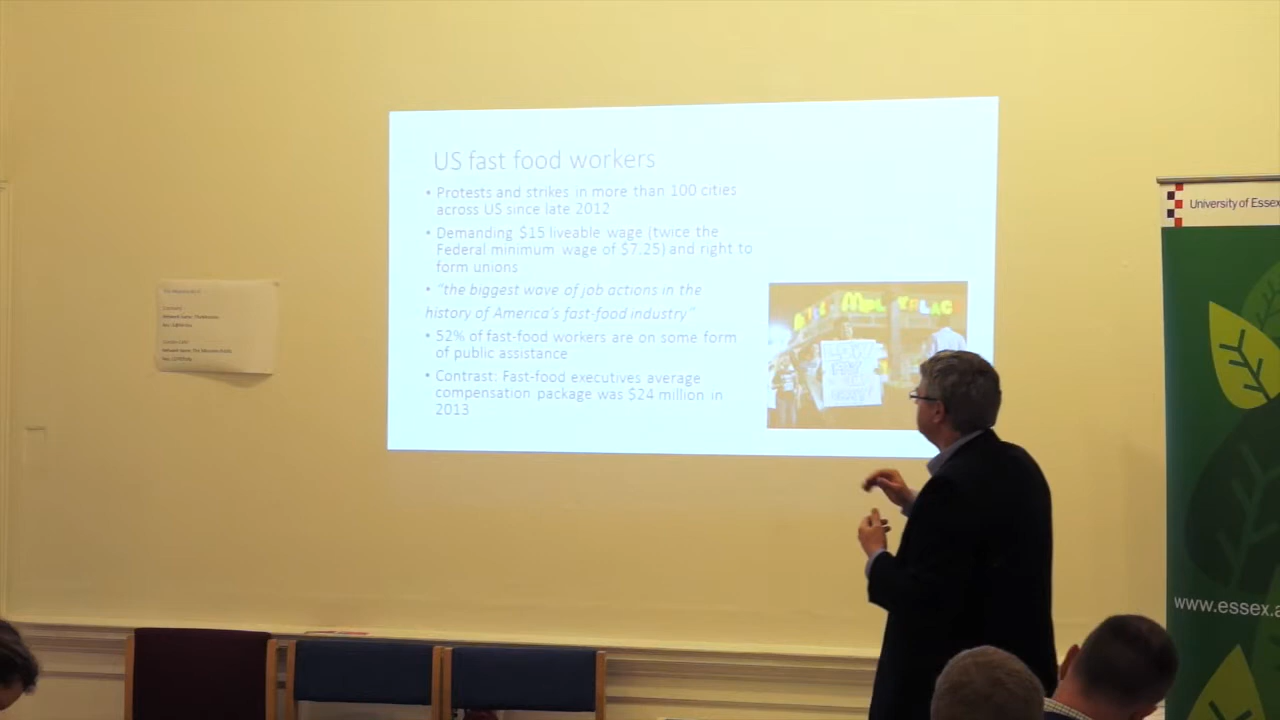 US fast food workers
• Protests and strikes in more than 100 cities
across US since late 2012
• Demanding $15 liveable wage (twice the
Federal minimum wage of $7.25) and right to
form unions
• “the biggest wave of job actions in the
history of America’s fast-food industry”
• 52% of fast-food workers are on some form
of public assistance
• Contrast: Fast-food executives average
compensation package was $24 million in
2013
University of Essex
www.essex.a